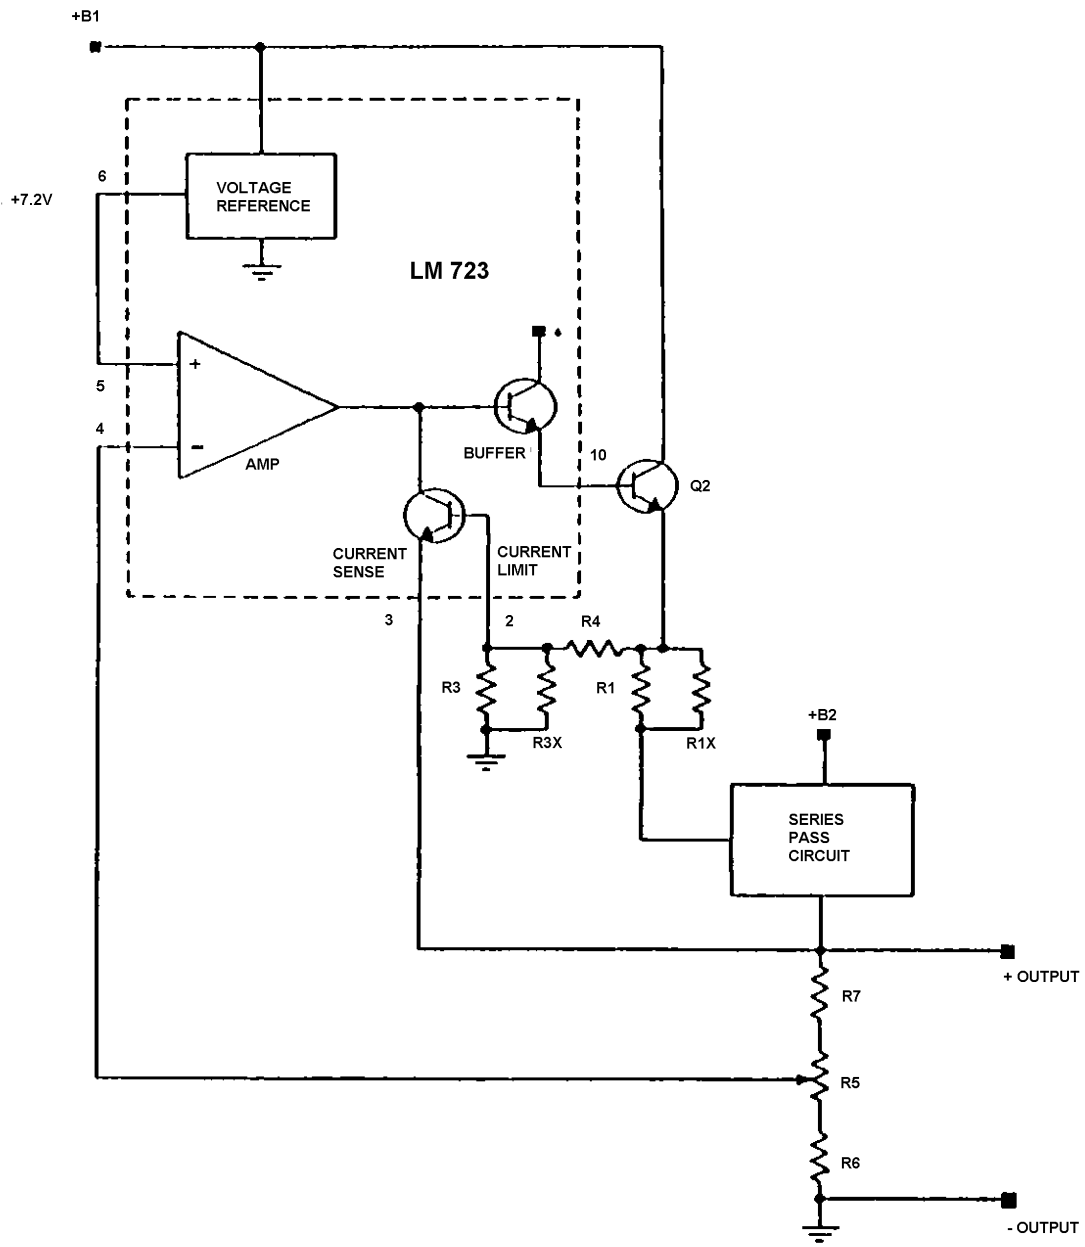 +B1
6
+7.2V
VOLTAGE
REFERENCE
LM 723
+
5
4
-
AMP
BUFFER
10
Q2
CURRENT
SENSE
CURRENT
LIMIT
3
2
R4
R3
R1
R3X
R1X
+B2
SERIES
PASS
CIRCUIT
+ OUTPUT
R7
R5
R6
- OUTPUT